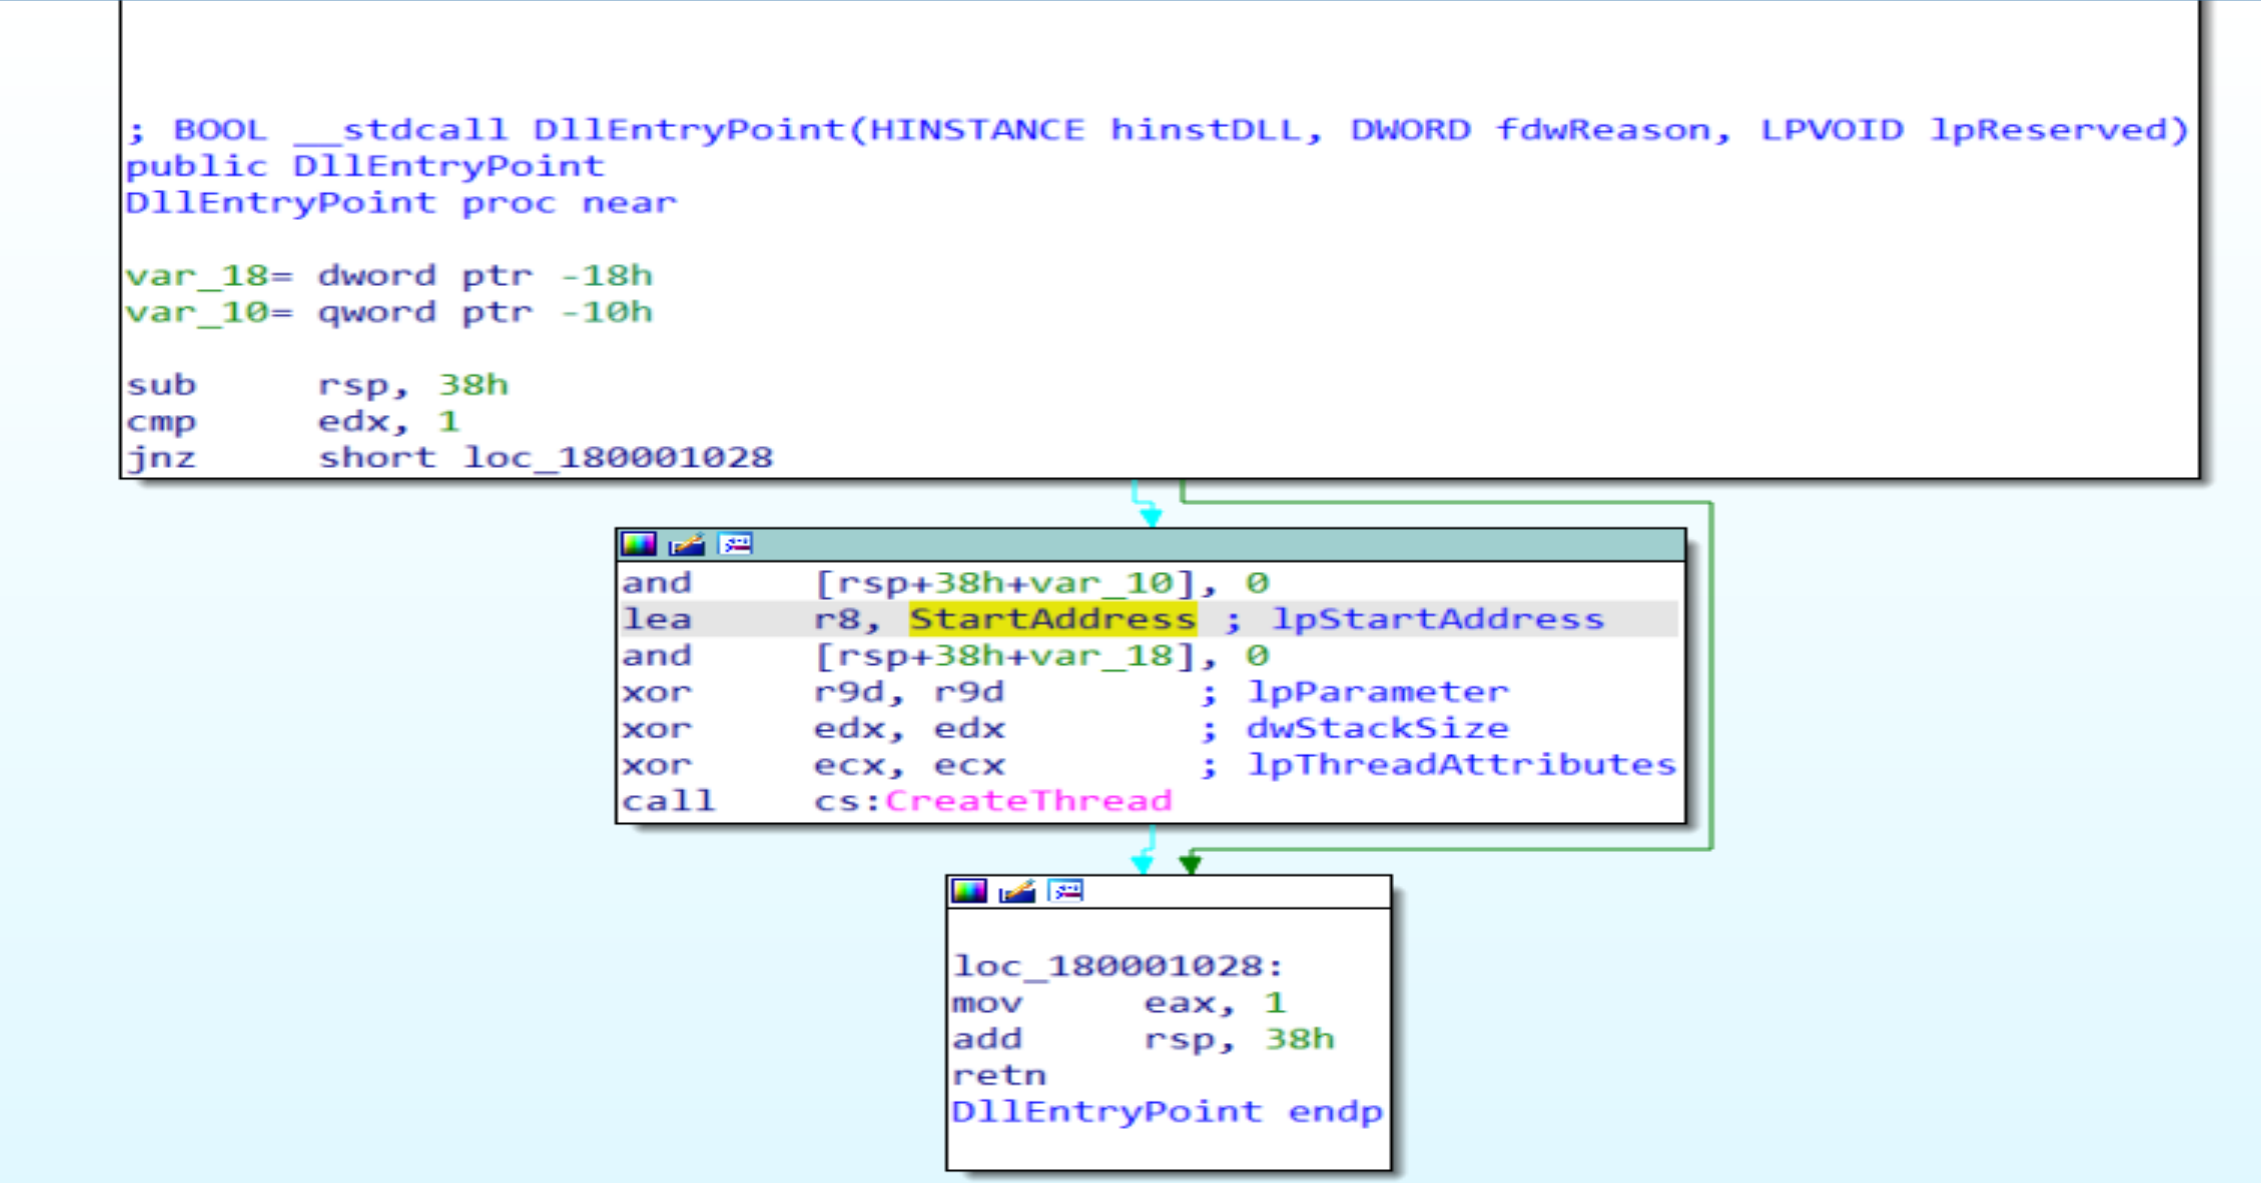 ; BOOL __stdcall DllEntryPoint(HINSTANCE hinstDLL, DWORD fdwReason, LPVOID lpReserved)
public DllEntryPoint
DllEntryPoint proc near
var_18= dword ptr -18h
var_10= qword ptr -10h
sub rsp, 38h
cmp edx, 1
jnz short loc_180001028
and [rsp+38h+var_10], 0
lea r8, StartAddress ; lpStartAddress
and [rsp+38h+var_18], 0
xor r9d, r9d ; lpParameter
xor edx, edx ; dwStackSize
xor ecx, ecx ; lpThreadAttributes
call cs:CreateThread
loc_180001028:
mov eax, 1
add rsp, 38h
retn
DllEntryPoint endp